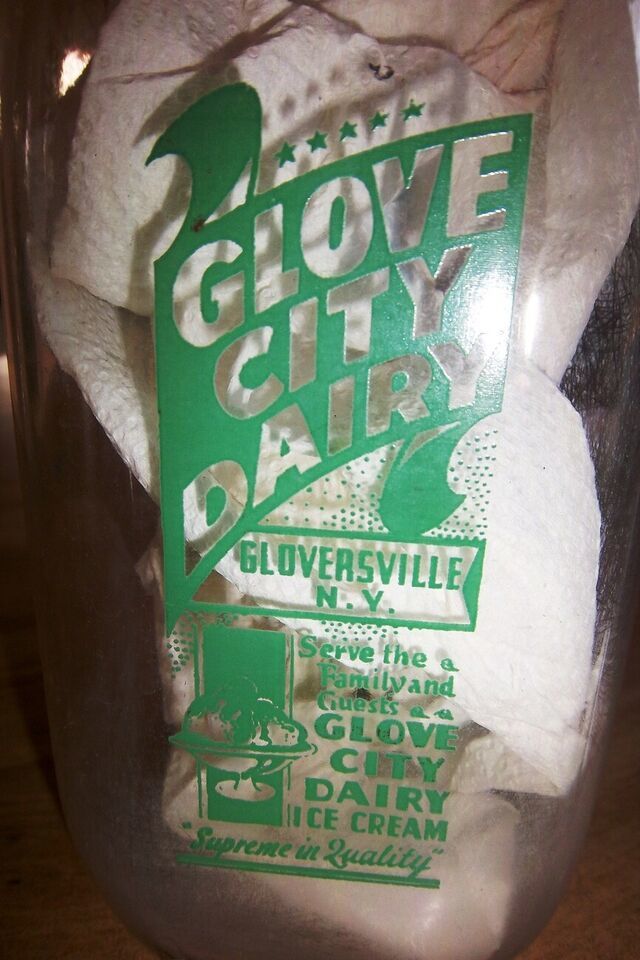 GLOVE
CITY
DAIRY
GLOVERSVILLE
N.Y.
Serve the
Family and
Guests
GLOVE
CITY
DAIRY
ICE CREAM
"Supreme in Quality"